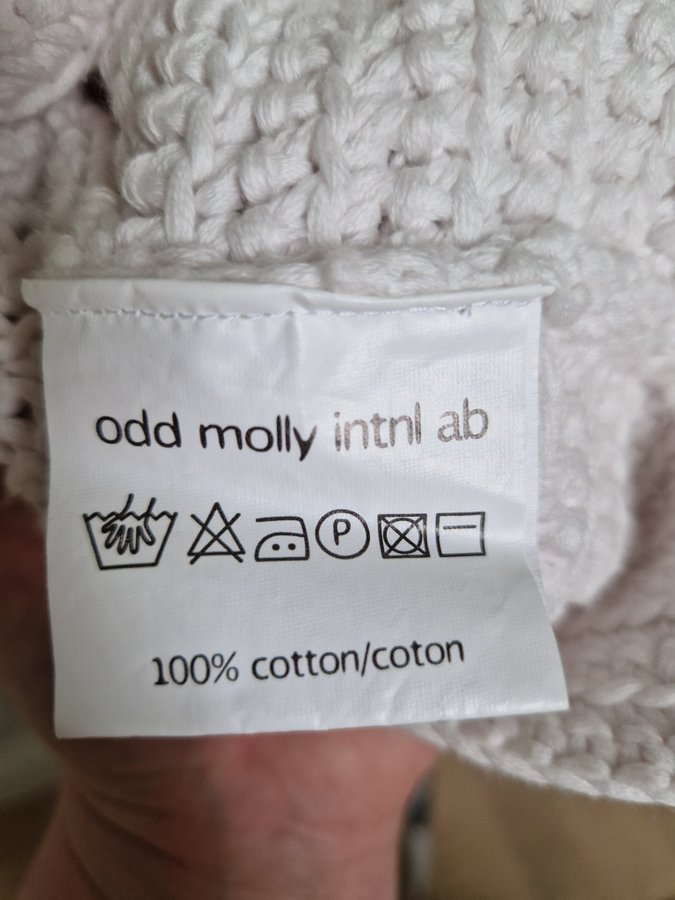 odd molly intnl ab
P
100% cotton/coton